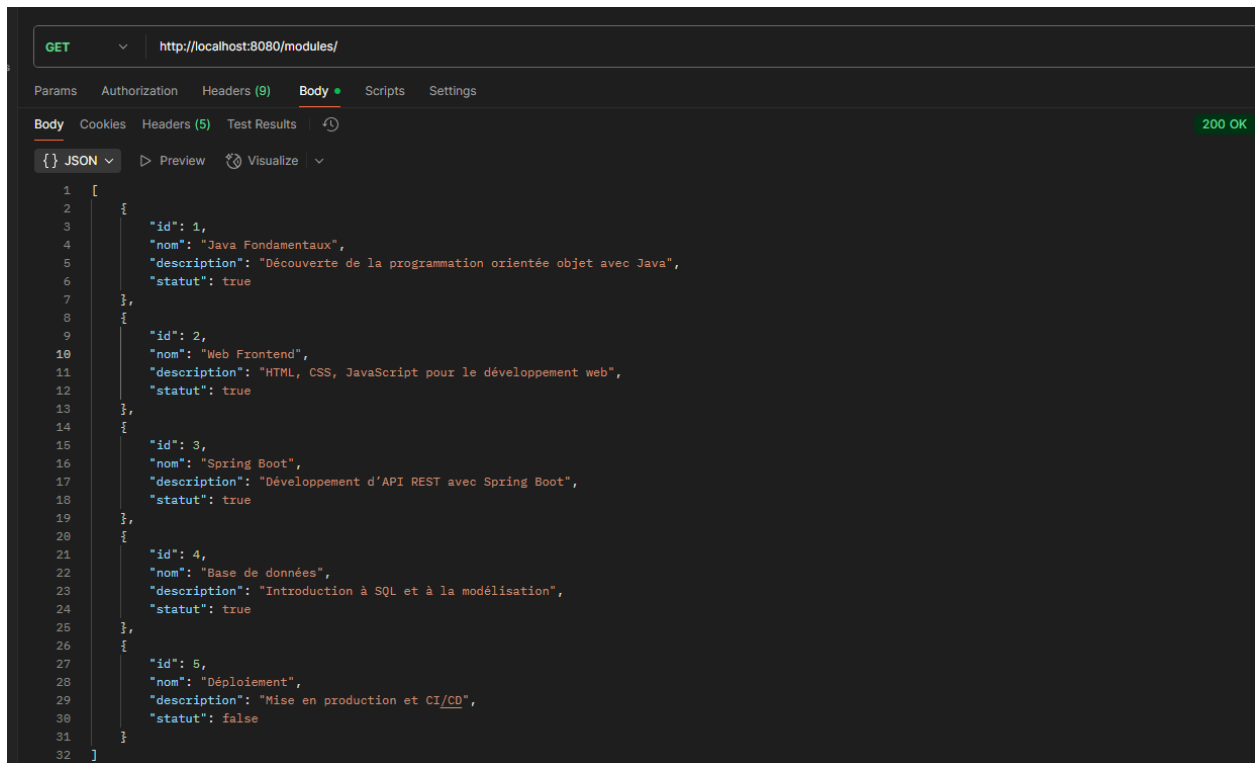 GET http://localhost:8080/modules/
Params Authorization Headers (9) Body Scripts Settings
Body Cookies Headers (5) Test Results 200 OK
{} JSON Preview Visualize
1 [
2 {
3 "id": 1,
4 "nom": "Java Fondamentaux",
5 "description": "Découverte de la programmation orientée objet avec Java",
6 "statut": true
7 },
8 {
9 "id": 2,
10 "nom": "Web Frontend",
11 "description": "HTML, CSS, JavaScript pour le développement web",
12 "statut": true
13 },
14 {
15 "id": 3,
16 "nom": "Spring Boot",
17 "description": "Développement d’API REST avec Spring Boot",
18 "statut": true
19 },
20 {
21 "id": 4,
22 "nom": "Base de données",
23 "description": "Introduction à SQL et à la modélisation",
24 "statut": true
25 },
26 {
27 "id": 5,
28 "nom": "Déploiement",
29 "description": "Mise en production et CI/CD",
30 "statut": false
31 }
32 ]